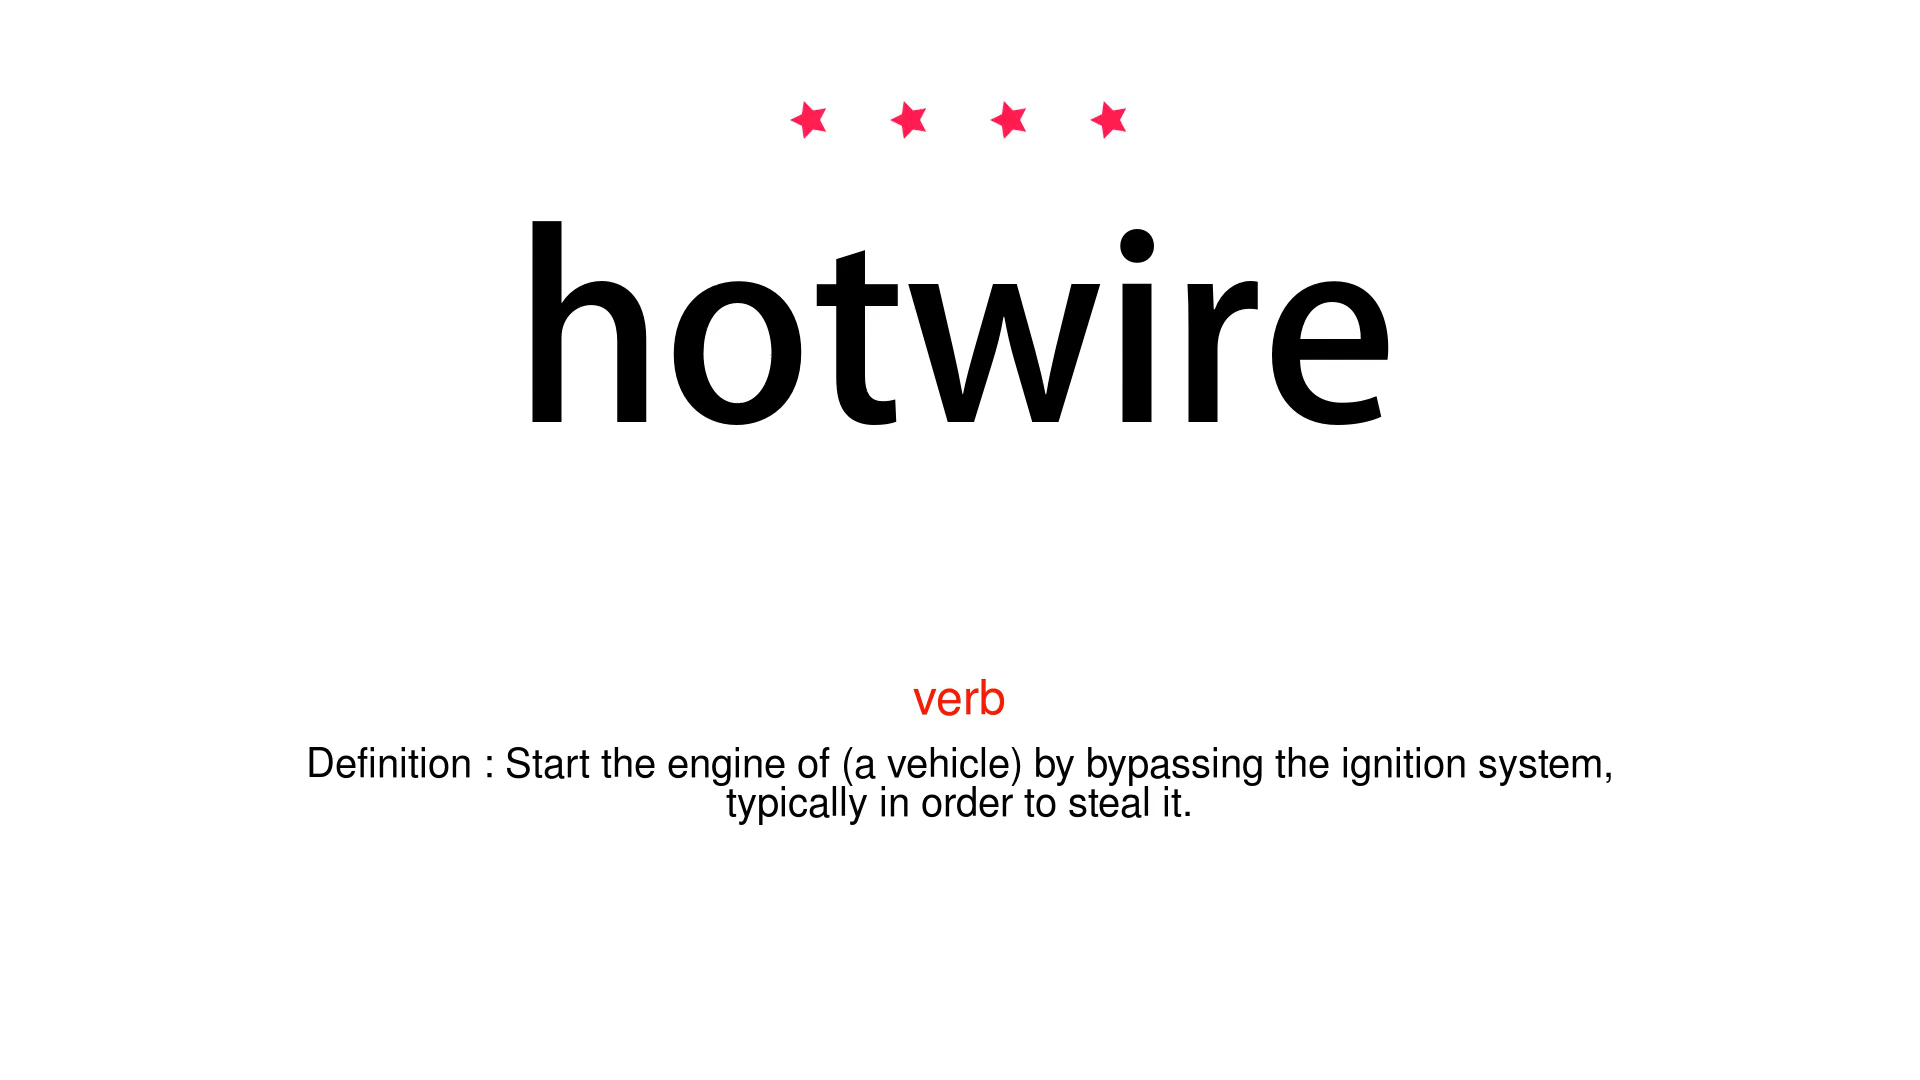 hotwire
verb
Definition : Start the engine of (a vehicle) by bypassing the ignition system,
typically in order to steal it.